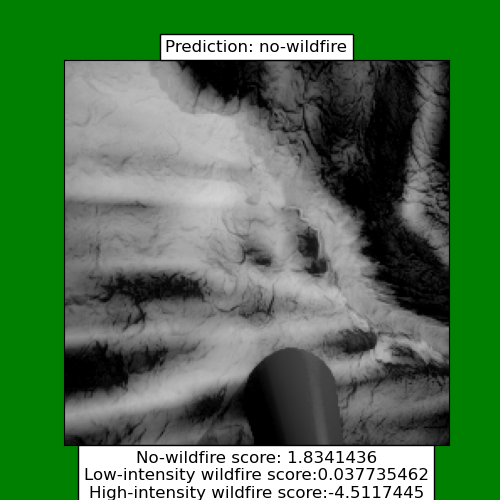 Prediction: no-wildfire
No-wildfire score: 1.8341436
Low-intensity wildfire score:0.037735462
High-intensity wildfire score:-4.5117445